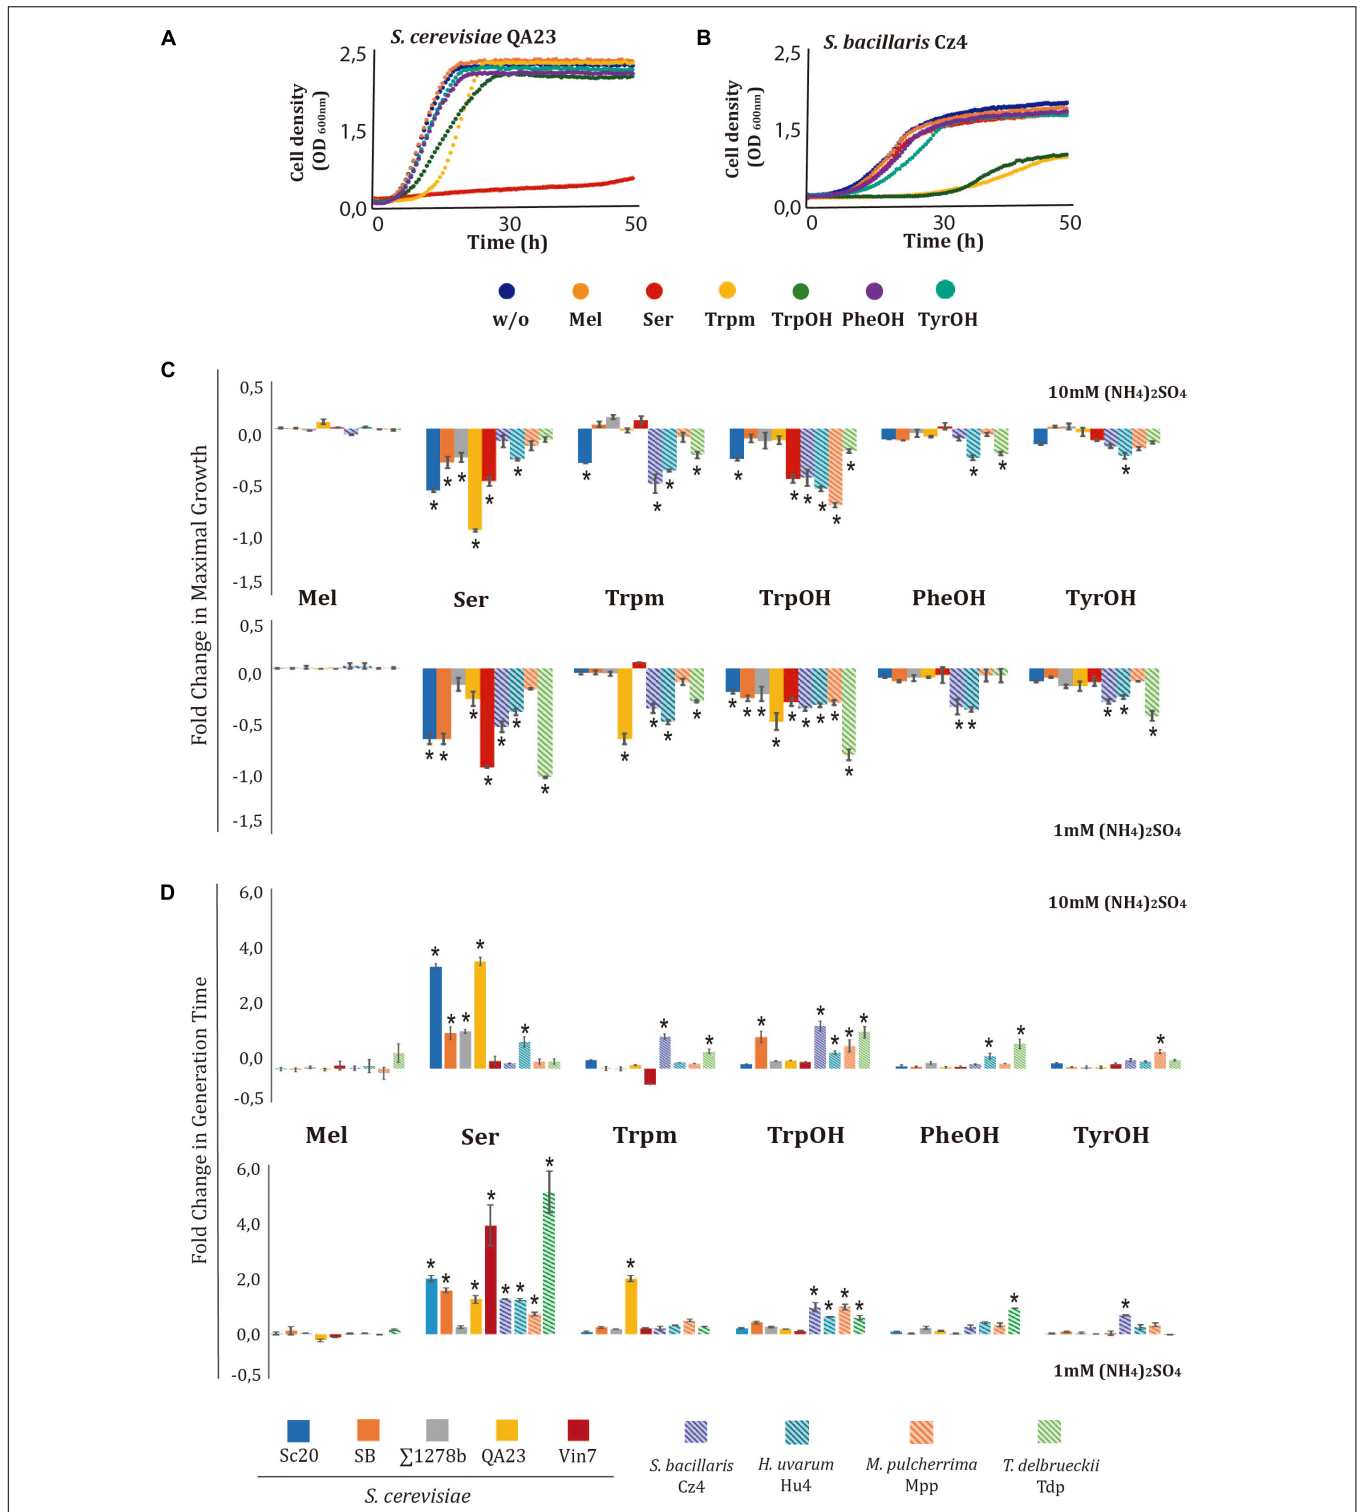 A
S. cerevisiae QA23
2,5
1,5
0,0
Cell density
(OD 600nm)
0 30 50
Time (h)
B
S. bacillaris Cz4
2,5
1,5
0,0
Cell density
(OD 600nm)
0 30 50
Time (h)
w/o Mel Ser Trpm TrpOH PheOH TyrOH
C
Fold Change in Maximal Growth
10mM (NH4)2SO4
0,5
0,0
-0,5
-1,0
-1,5
* * * * * *
* * * *
* * * * * *
* *
*
Mel Ser Trpm TrpOH PheOH TyrOH
0,5
0,0
-0,5
-1,0
-1,5
* * * * * * *
* * * *
* * * * * * * * *
* *
* * *
1mM (NH4)2SO4
D
Fold Change in Generation Time
10mM (NH4)2SO4
6,0
4,0
2,0
0,0
-0,5
* * * * *
* *
* * * * *
* *
*
Mel Ser Trpm TrpOH PheOH TyrOH
6,0
4,0
2,0
0,0
-0,5
* * * * * * * *
*
* * * *
*
*
1mM (NH4)2SO4
Sc20 SB ∑1278b QA23 Vin7
S. cerevisiae
S. bacillaris
Cz4
H. uvarum
Hu4
M. pulcherrima
Mpp
T. delbrueckii
Tdp